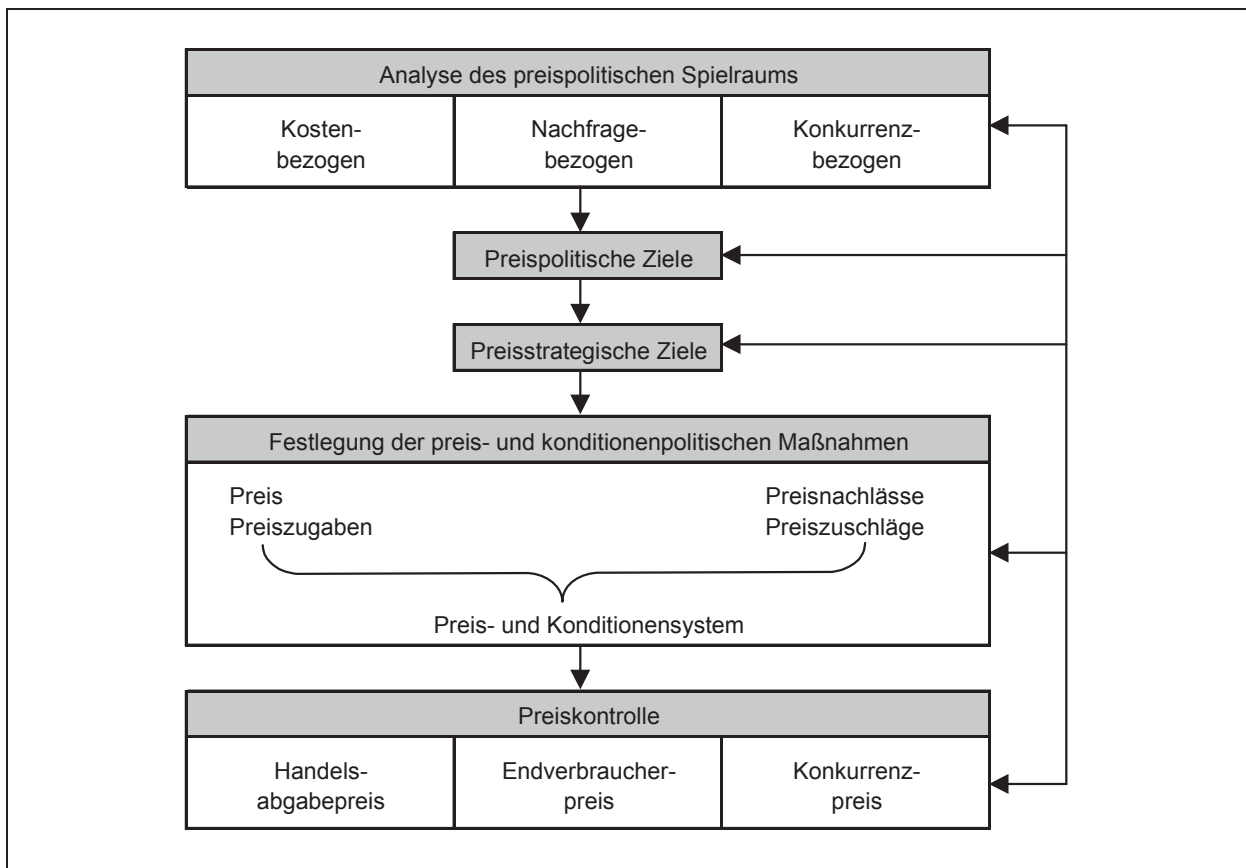 Analyse des preispolitischen Spielraums
Kosten-
bezogen
Nachfrage-
bezogen
Konkurrenz-
bezogen
Preispolitische Ziele
Preisstrategische Ziele
Festlegung der preis- und konditionenpolitischen Maßnahmen
Preis
Preiszugaben
Preisnachlässe
Preiszuschläge
Preis- und Konditionensystem
Preiskontrolle
Handels-
abgabepreis
Endverbraucher-
preis
Konkurrenz-
preis